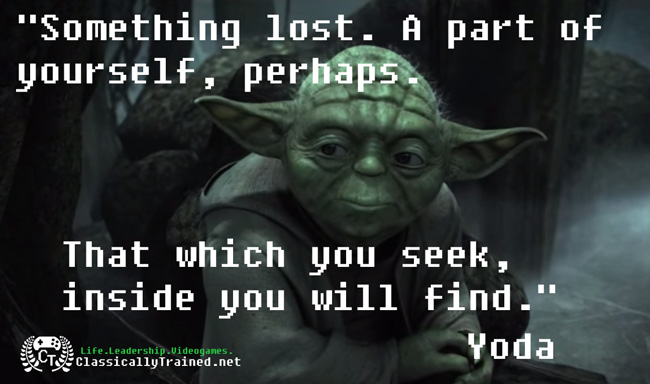 "Something lost. A part of
yourself, perhaps.
That which you seek,
inside you will find."
Yoda
CT
Life.Leadership.Videogames.
ClassicallyTrained.net